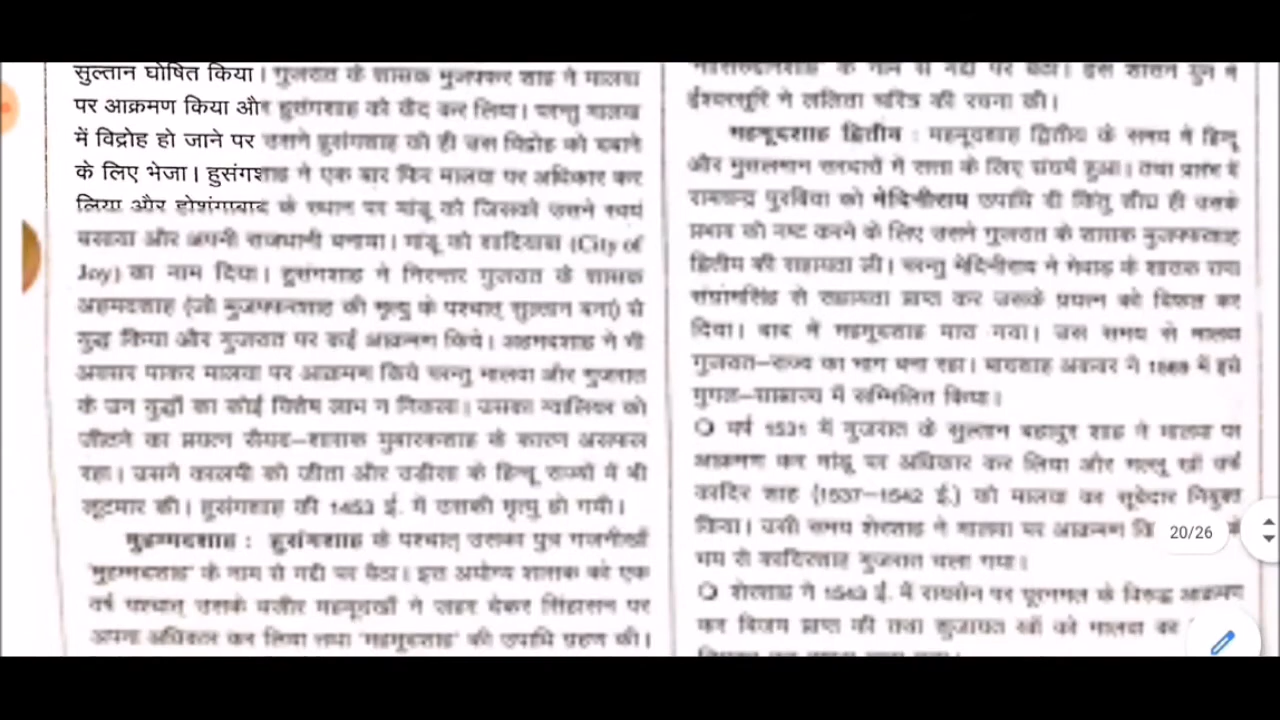 सुल्तान घोषित किया । गुजरात के शासक मुजफ्फर शाह ने मालवा
पर आक्रमण किया और हुसंगशाह को कैद कर लिया। परन्तु मालवा
में विद्रोह हो जाने पर उसने हुसंगशाह को ही उस विद्रोह को दबाने
के लिए भेजा। हुसंगशाह ने एक बार फिर मालवा पर अधिकार कर
लिया और होशंगाबाद के स्थान पर मांडू को जिसको उसने स्वयं
बसाया और अपनी राजधानी बनाया। मांडू को शादियाबाद (City of
Joy) का नाम दिया। हुसंगशाह ने निरन्तर गुजरात के शासक
अहमदशाह (जो मुजफ्फरशाह की मृत्यु के पश्चात् सुल्तान बना) से
युद्ध किया और गुजरात पर कई आक्रमण किये। अहमदशाह ने भी
अवसर पाकर मालवा पर आक्रमण किये परन्तु मालवा और गुजरात
के उन युद्धों का कोई विशेष लाभ न निकला। उसका ग्वालियर को
जीतने का प्रयत्न सैयद-शासक मुबारकशाह के कारण असफल
रहा। उसने कालपी को जीता और उड़ीसा के हिन्दू राज्यों में भी
लूटमार की। हुसंगशाह की 1453 ई. में उसकी मृत्यु हो गयी।
मुहम्मदशाह : हुसंगशाह के पश्चात् उसका पुत्र गजनीखाँ
'मुहम्मदशाह' के नाम से गद्दी पर बैठा। इस अयोग्य शासक को एक
वर्ष पश्चात् उसके वजीर महमूदखाँ ने जहर देकर सिंहासन पर
अपना अधिकार कर लिया तथा 'महमूदशाह' की उपाधि ग्रहण की।
के नाम से गद्दी पर बैठा। इस शासन युग में
ईश्वरसूरि ने ललिता चरित्र की रचना की।
महमूदशाह द्वितीय : महमूदशाह द्वितीय के समय में हिन्दू
और मुसलमान सरदारों में सत्ता के लिए संघर्ष हुआ। तथा प्रारंभ में
रामचन्द्र पुरबिया को मेदिनीराय उपाधि दी किंतु शीघ्र ही उसके
प्रभाव को नष्ट करने के लिए उसने गुजरात के शासक मुजफ्फरशाह
द्वितीय की सहायता ली। परन्तु मेदिनीराय ने मेवाड़ के शासक राणा
संग्रामसिंह से सहायता प्राप्त कर उसके प्रयत्न को विफल कर
दिया। बाद में महमूदशाह मारा गया। उस समय से मालवा
गुजरात-राज्य का भाग बना रहा। बादशाह अकबर ने में इसे
मुगल-साम्राज्य में सम्मिलित किया।
❍ वर्ष 1531 में गुजरात के सुल्तान बहादुर शाह ने मालवा पर
आक्रमण कर मांडू पर अधिकार कर लिया और मल्लू खाँ वर्ष
कादिर शाह (1537-1542 ई.) को मालवा का सूबेदार नियुक्त
किया। उसी समय शेरशाह ने मालवा पर आक्रमण के
भय से कादिरशाह गुजरात चला गया।
20/26
❍ शेरशाह ने 1543 ई. में रायसेन पर पूरनमल के विरुद्ध आक्रमण
कर विजय प्राप्त की तथा शुजाअत खाँ को मालवा का